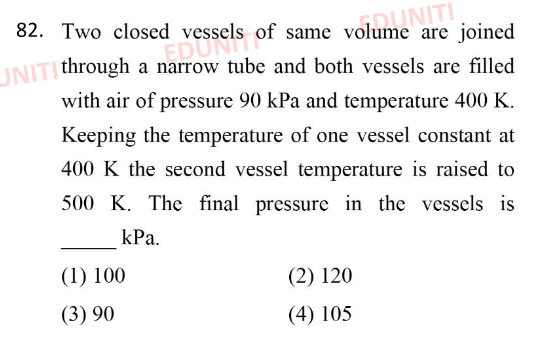 82. Two closed vessels of same volume are joined
through a narrow tube and both vessels are filled
with air of pressure 90 kPa and temperature 400 K.
Keeping the temperature of one vessel constant at
400 K the second vessel temperature is raised to
500 K. The final pressure in the vessels is
______ kPa.
(1) 100 (2) 120
(3) 90 (4) 105
EDUNITI
EDUNITI
UNITI